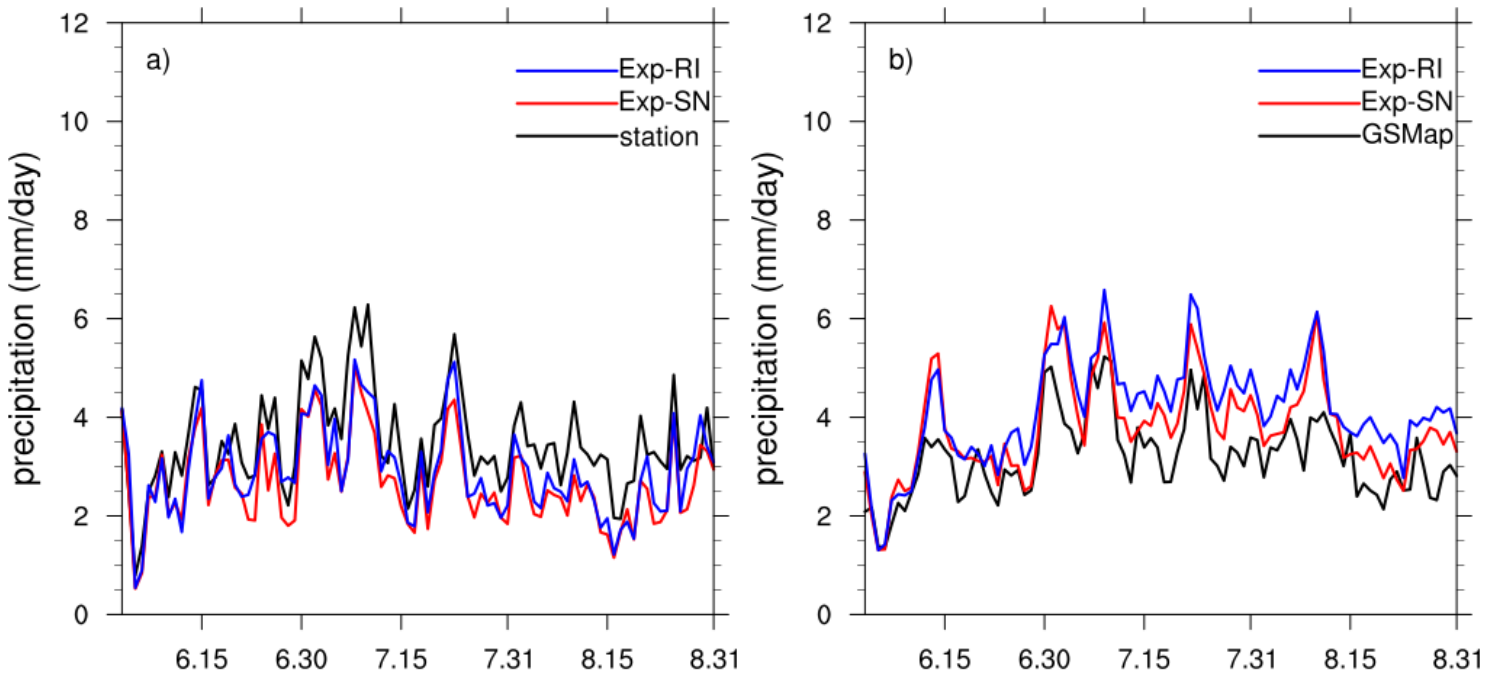 a)
Exp-RI
Exp-SN
station
precipitation (mm/day)
12
10
8
6
4
2
0
6.15 6.30 7.15 7.31 8.15 8.31
b)
Exp-RI
Exp-SN
GSMap
precipitation (mm/day)
12
10
8
6
4
2
0
6.15 6.30 7.15 7.31 8.15 8.31